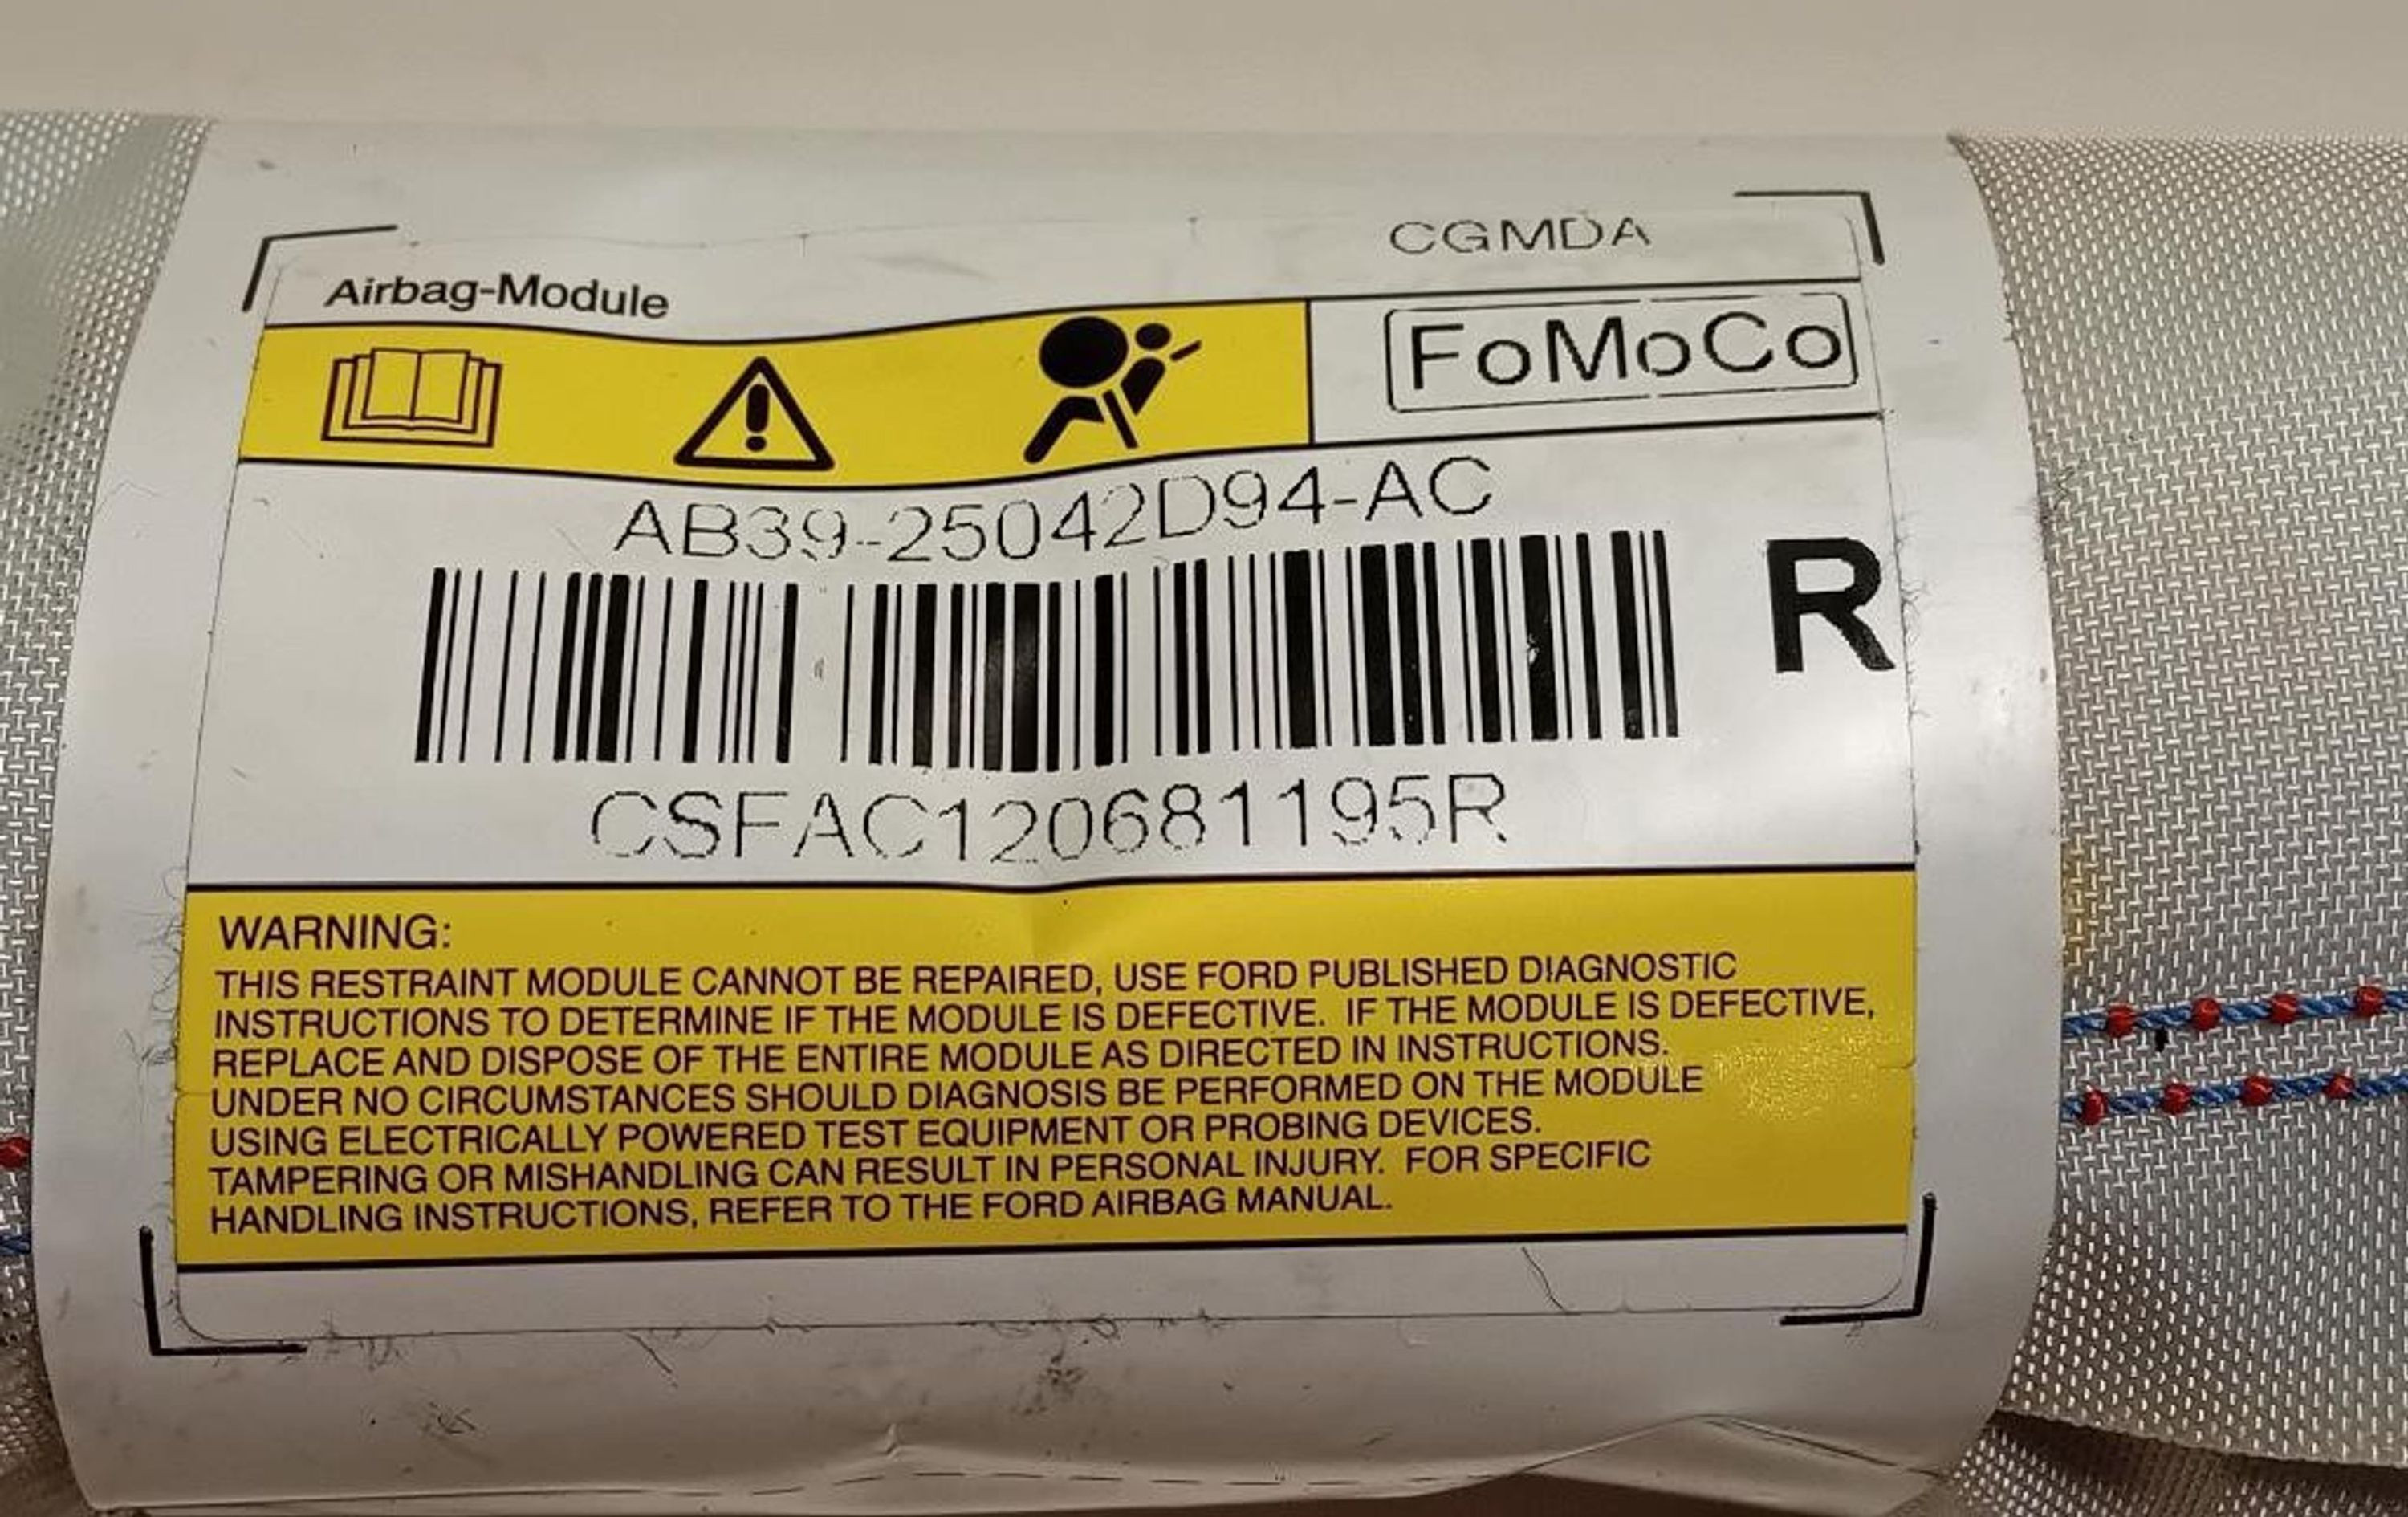 CGMDA
Airbag-Module
FoMoCo
AB39-25042D94-AC
R
CSFAC120681195R
WARNING:
THIS RESTRAINT MODULE CANNOT BE REPAIRED, USE FORD PUBLISHED DIAGNOSTIC
INSTRUCTIONS TO DETERMINE IF THE MODULE IS DEFECTIVE. IF THE MODULE IS DEFECTIVE,
REPLACE AND DISPOSE OF THE ENTIRE MODULE AS DIRECTED IN INSTRUCTIONS.
UNDER NO CIRCUMSTANCES SHOULD DIAGNOSIS BE PERFORMED ON THE MODULE
USING ELECTRICALLY POWERED TEST EQUIPMENT OR PROBING DEVICES.
TAMPERING OR MISHANDLING CAN RESULT IN PERSONAL INJURY. FOR SPECIFIC
HANDLING INSTRUCTIONS, REFER TO THE FORD AIRBAG MANUAL.